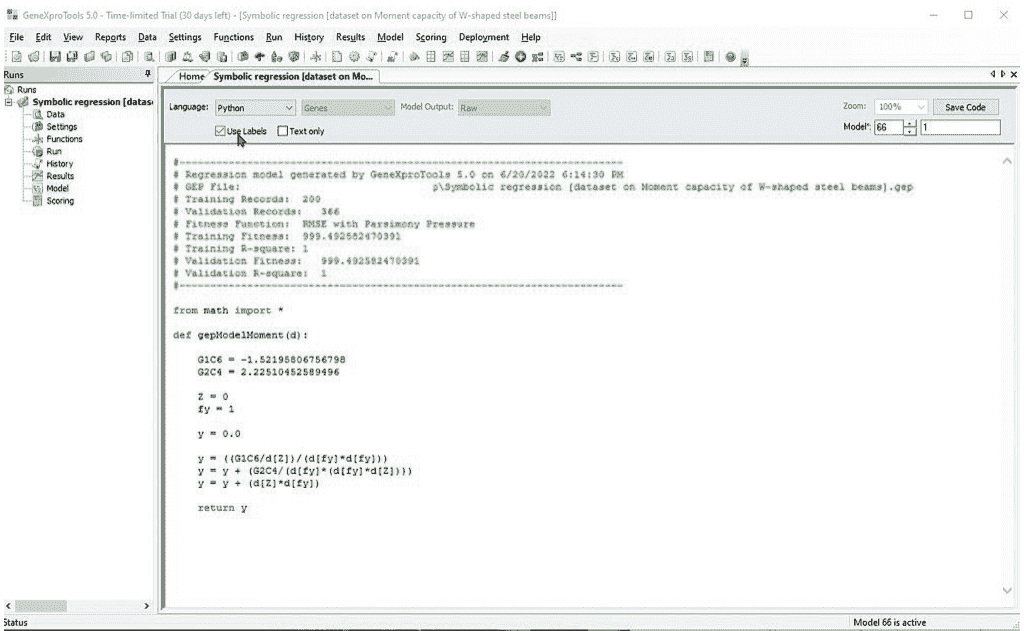 GeneXproTools 5.0 - Time-limited Trial (30 days left) - [Symbolic regression [dataset on Moment capacity of W-shaped steel beams]]
File Edit View Reports Data Settings Functions Run History Results Model Scoring Deployment Help
Runs
Home Symbolic regression [dataset on Mo...
Runs
Symbolic regression [datas
Data
Settings
Functions
Run
History
Results
Model
Scoring
Language: Python Genes Model Output: Raw Zoom: 100% Save Code
Use Labels Text only Model: 66 1
#------------------------------------------------------------------------
# Regression model generated by GeneXproTools 5.0 on 6/20/2022 6:14:30 PM
# GEP File: p\Symbolic regression [dataset on Moment capacity of W-shaped steel beams].gep
# Training Records: 200
# Validation Records: 366
# Fitness Function: RMSE with Parsimony Pressure
# Training Fitness: 999.492582470391
# Training R-square: 1
# Validation Fitness: 999.492582470391
# Validation R-square: 1
#------------------------------------------------------------------------
from math import *
def gepModelMoment(d):
G1C6 = -1.52195806756798
G2C4 = 2.22510452589496
Z = 0
fy = 1
y = 0.0
y = ((G1C6/d[Z])/(d[fy]*d[fy]))
y = y + (G2C4/(d[fy]*(d[fy]*d[Z])))
y = y + (d[Z]*d[fy])
return y
Status Model 66 is active